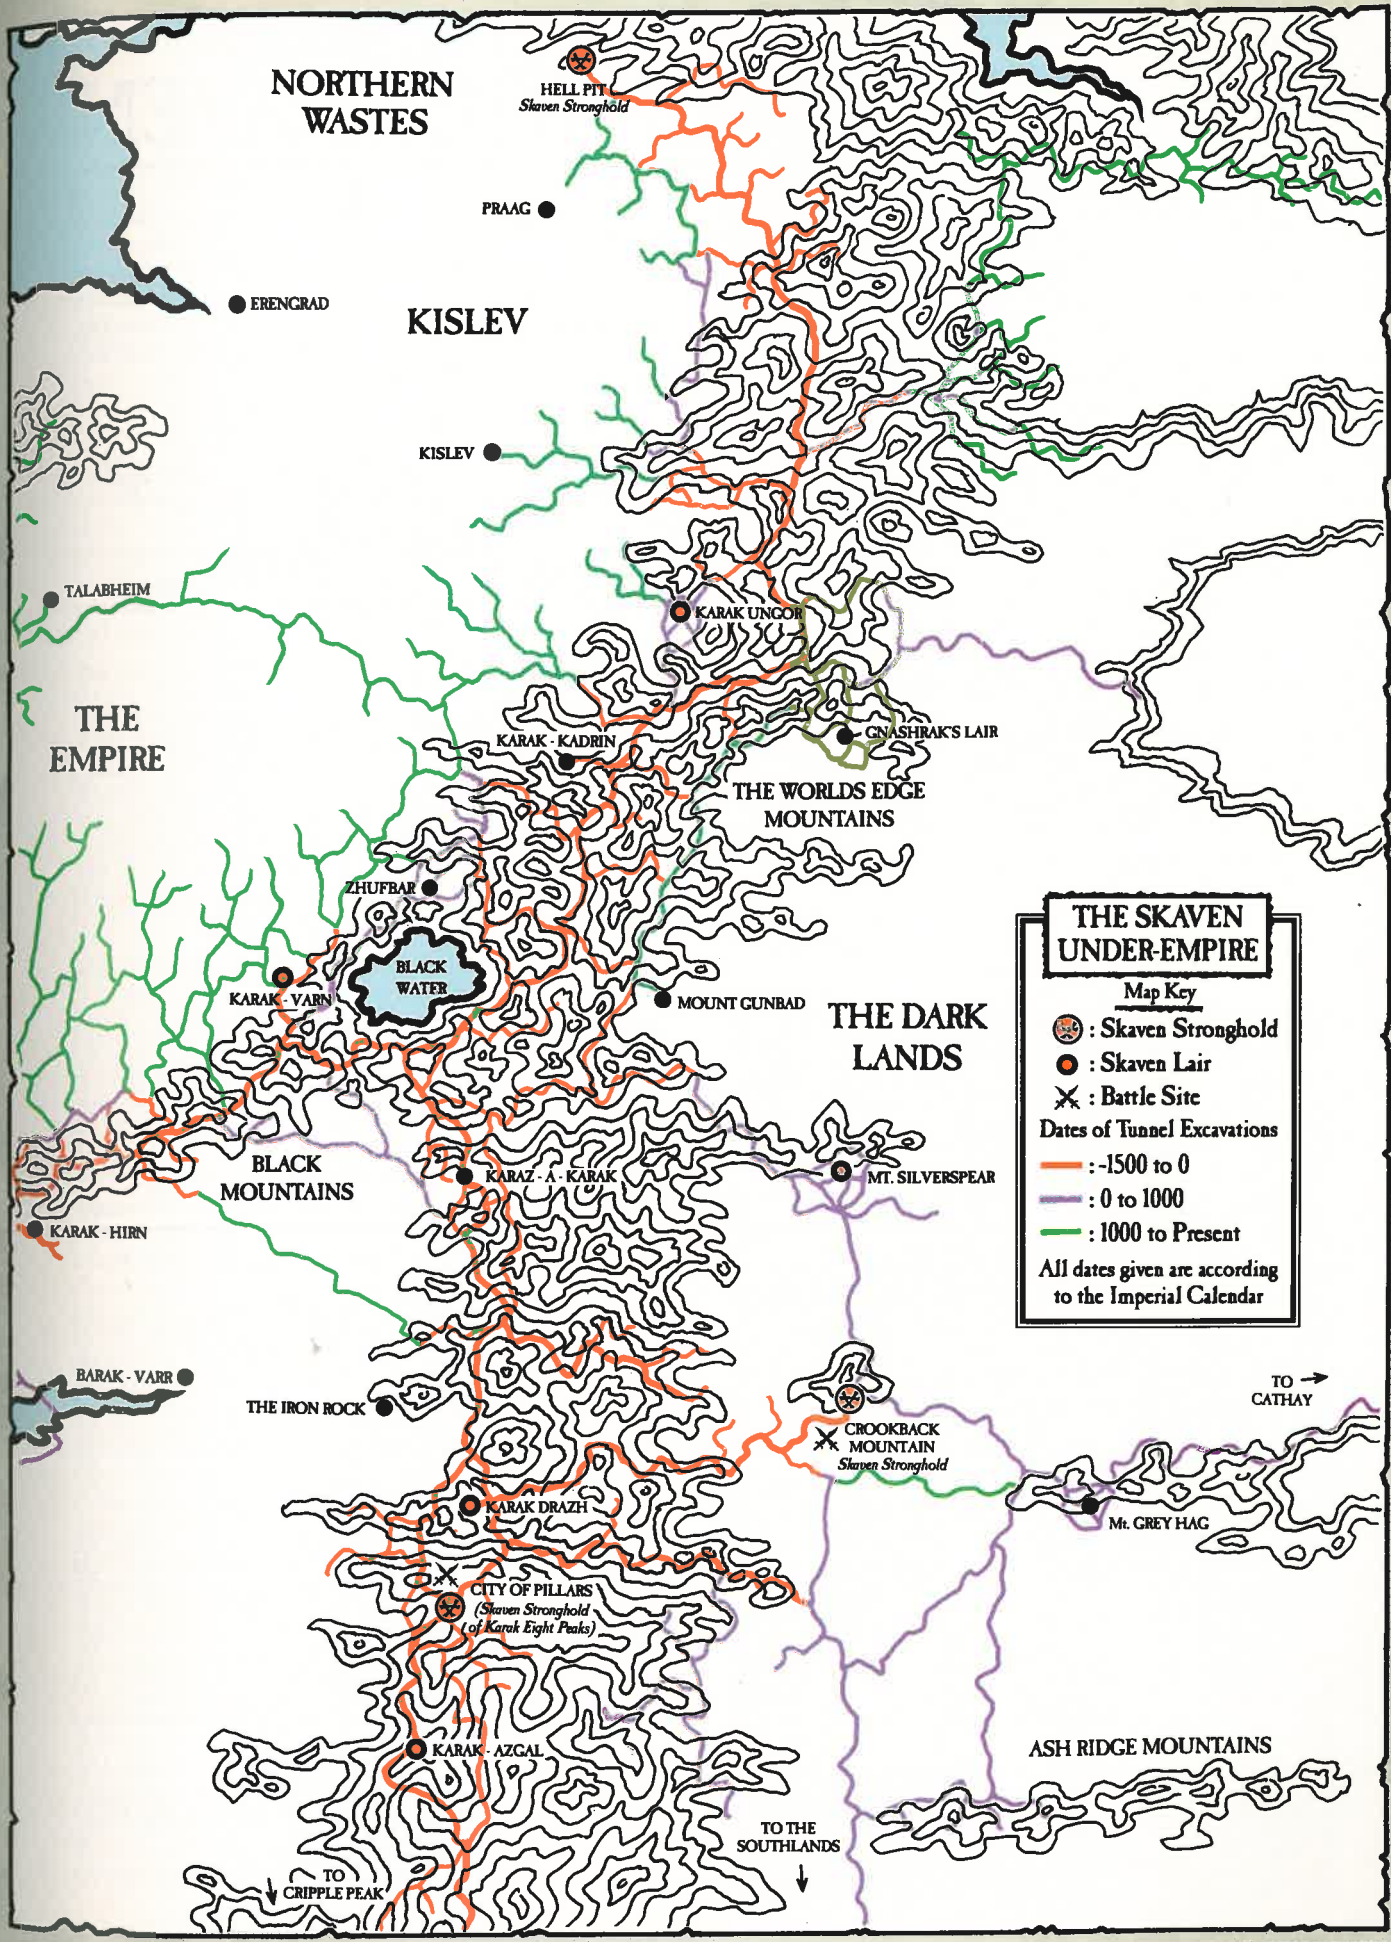 NORTHERN
WASTES
HELL PIT
Skaven Stronghold
PRAAG
ERENGRAD
KISLEV
KISLEV
TALABHEIM
KARAK UNGOR
THE
EMPIRE
KARAK - KADRIN
GNASHRAK'S LAIR
THE WORLDS EDGE
MOUNTAINS
ZHUFBAR
BLACK
WATER
KARAK - VARN
MOUNT GUNBAD
THE DARK
LANDS
THE SKAVEN
UNDER-EMPIRE
Map Key
: Skaven Stronghold
: Skaven Lair
: Battle Site
Dates of Tunnel Excavations
: -1500 to 0
: 0 to 1000
: 1000 to Present
All dates given are according
to the Imperial Calendar
BLACK
MOUNTAINS
KARAZ - A - KARAK
MT. SILVERSPEAR
KARAK - HIRN
BARAK - VARR
THE IRON ROCK
TO
CATHAY
CROOKBACK
MOUNTAIN
Skaven Stronghold
KARAK DRAZH
Mt. GREY HAG
CITY OF PILLARS
(Skaven Stronghold
of Karak Eight Peaks)
KARAK - AZGAL
ASH RIDGE MOUNTAINS
TO THE
SOUTHLANDS
TO
CRIPPLE PEAK